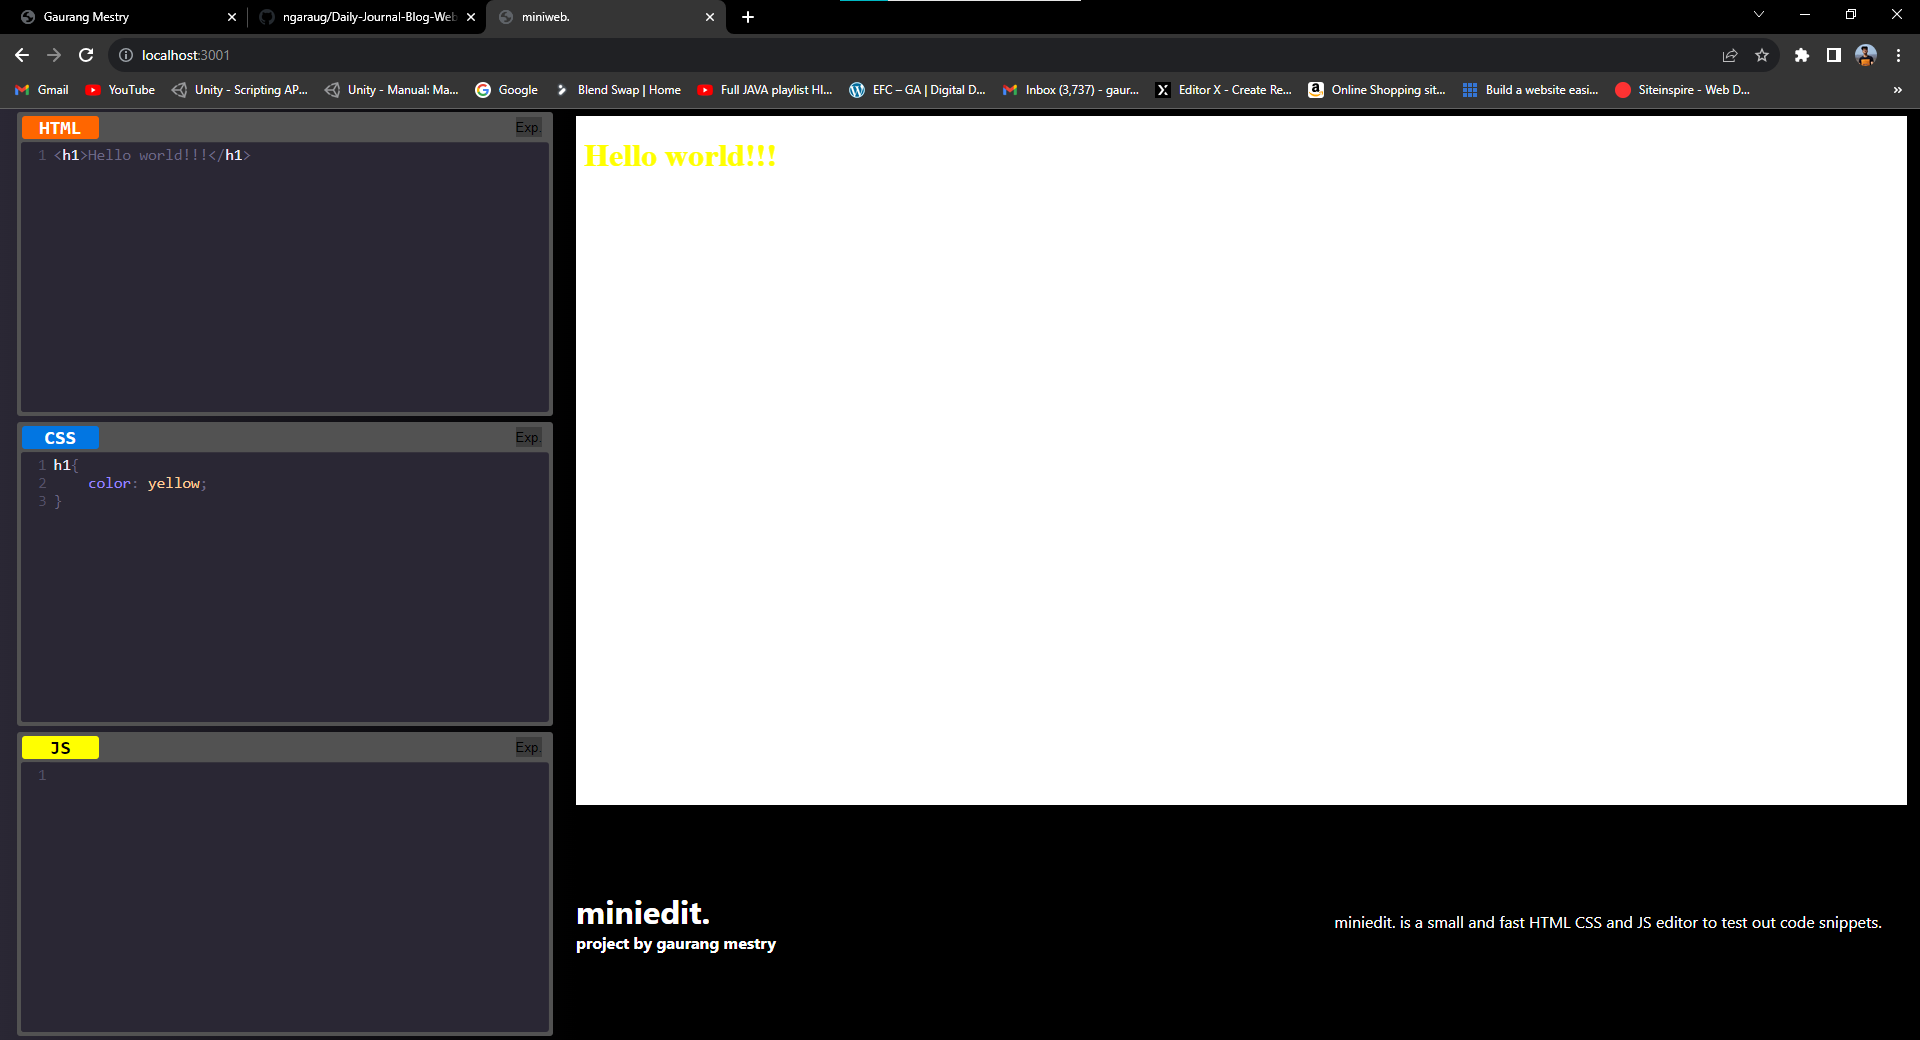 Gaurang Mestry
ngaraug/Daily-Journal-Blog-Web
miniweb.
localhost:3001
Gmail
YouTube
Unity - Scripting AP...
Unity - Manual: Ma...
Google
Blend Swap | Home
Full JAVA playlist HI...
EFC – GA | Digital D...
Inbox (3,737) - gaur...
Editor X - Create Re...
Online Shopping sit...
Build a website easi...
Siteinspire - Web D...
HTML
Exp.
1 <h1>Hello world!!!</h1>
CSS
Exp.
1 h1{
2     color: yellow;
3 }
JS
Exp.
1
Hello world!!!
miniedit.
project by gaurang mestry
miniedit. is a small and fast HTML CSS and JS editor to test out code snippets.